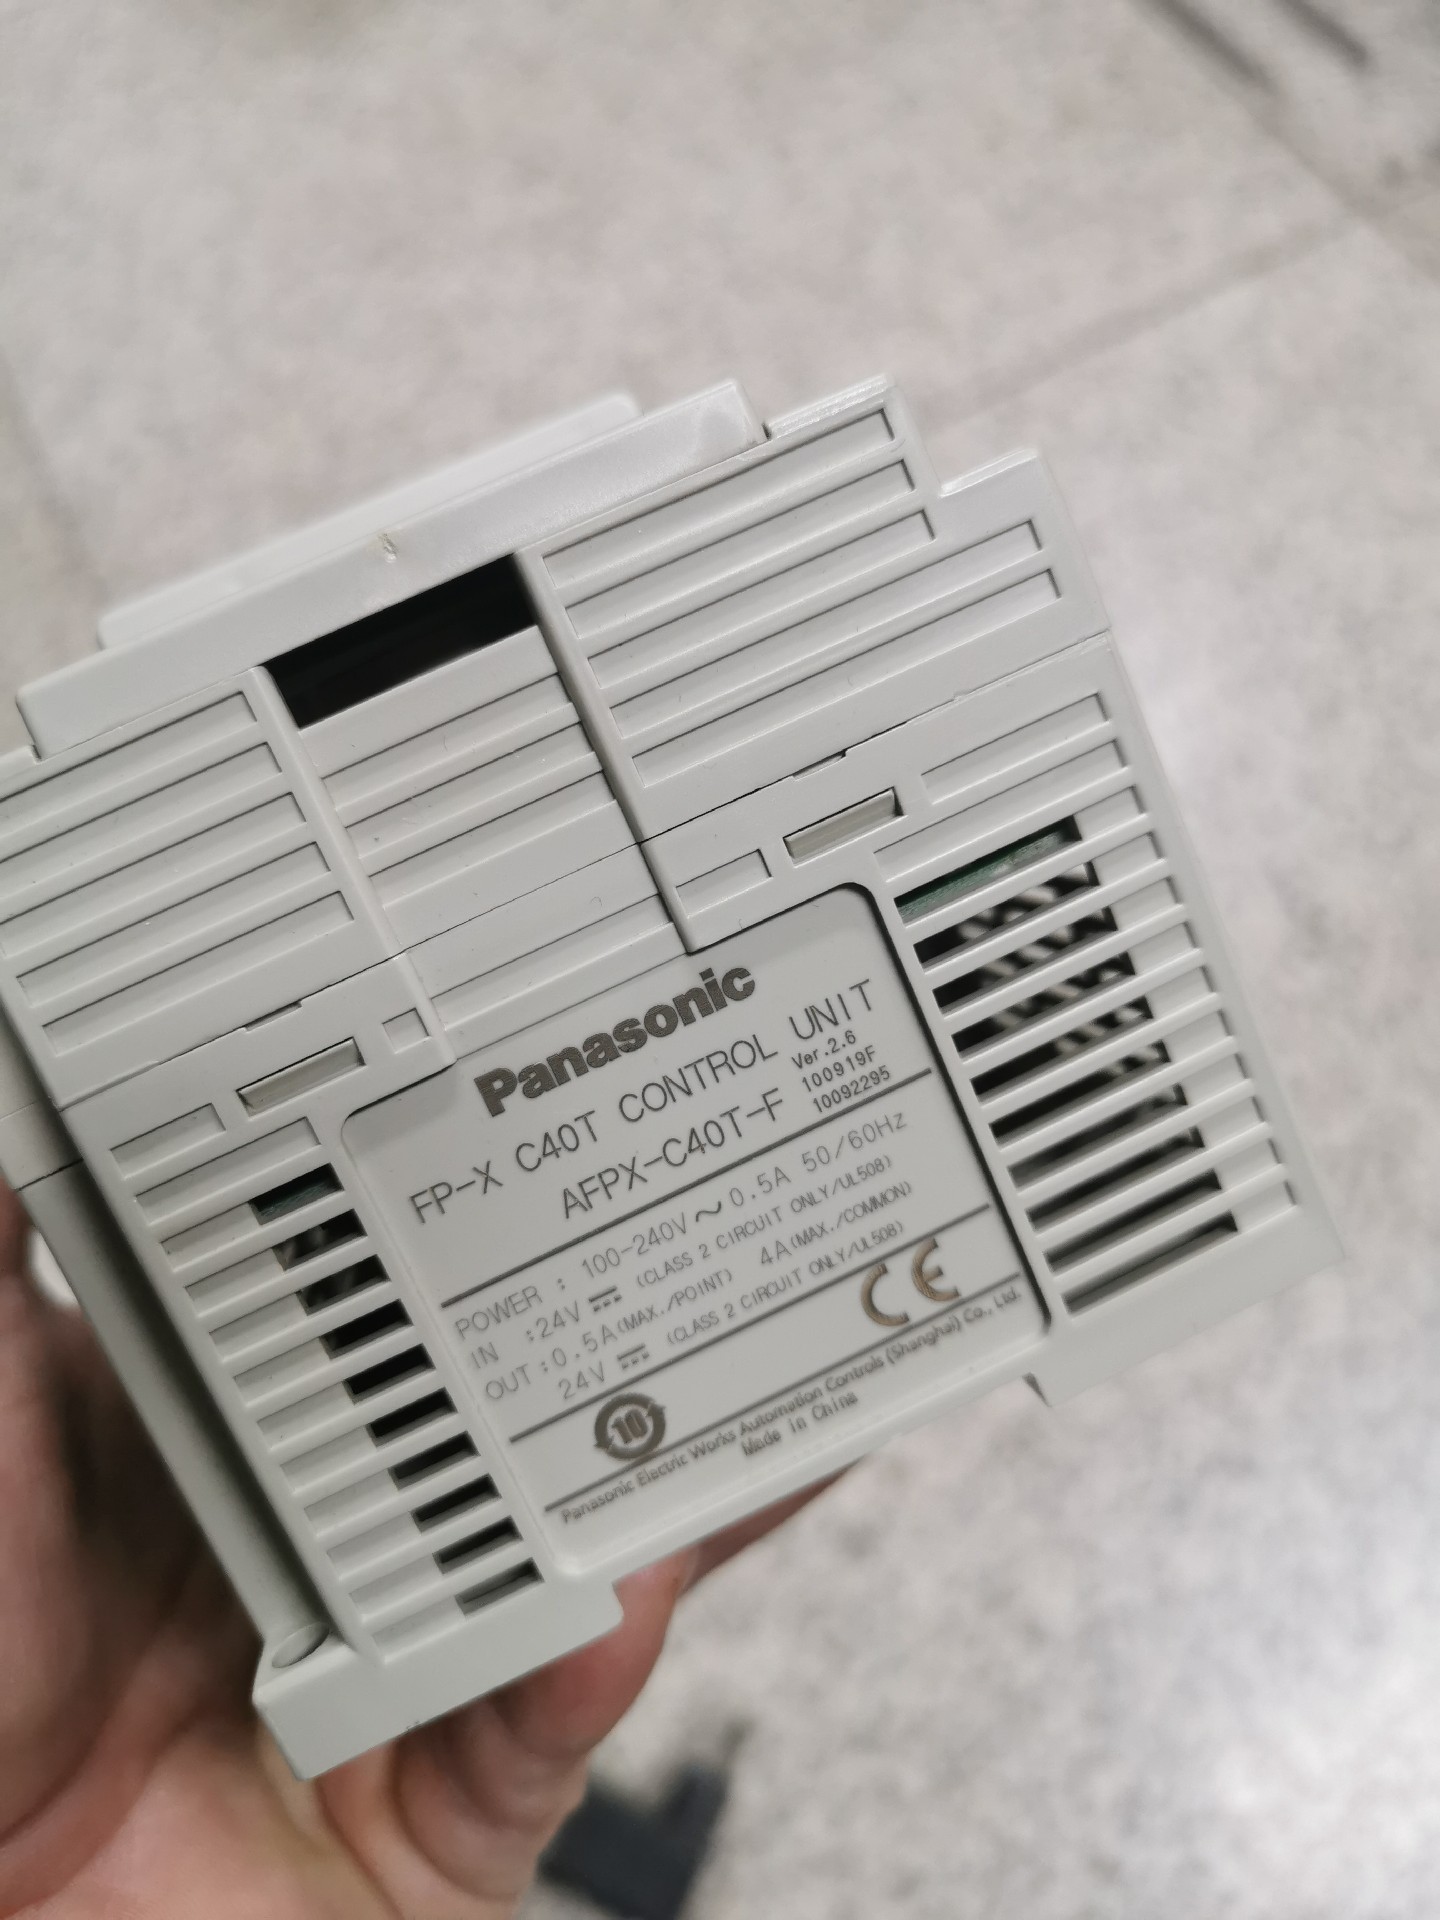 Panasonic
FP-X C40T CONTROL UNIT
AFPX-C40T-F
Ver.2.6
100919F
10092295
POWER : 100-240V ~ 0.5A 50/60Hz
IN :24V ⎓ (CLASS 2 CIRCUIT ONLY/UL508)
OUT:0.5A(MAX./POINT) 4A(MAX./COMMON)
24V ⎓ (CLASS 2 CIRCUIT ONLY/UL508)
CE
10
Panasonic Electric Works Automation Controls (Shanghai) Co., Ltd.
Made in China